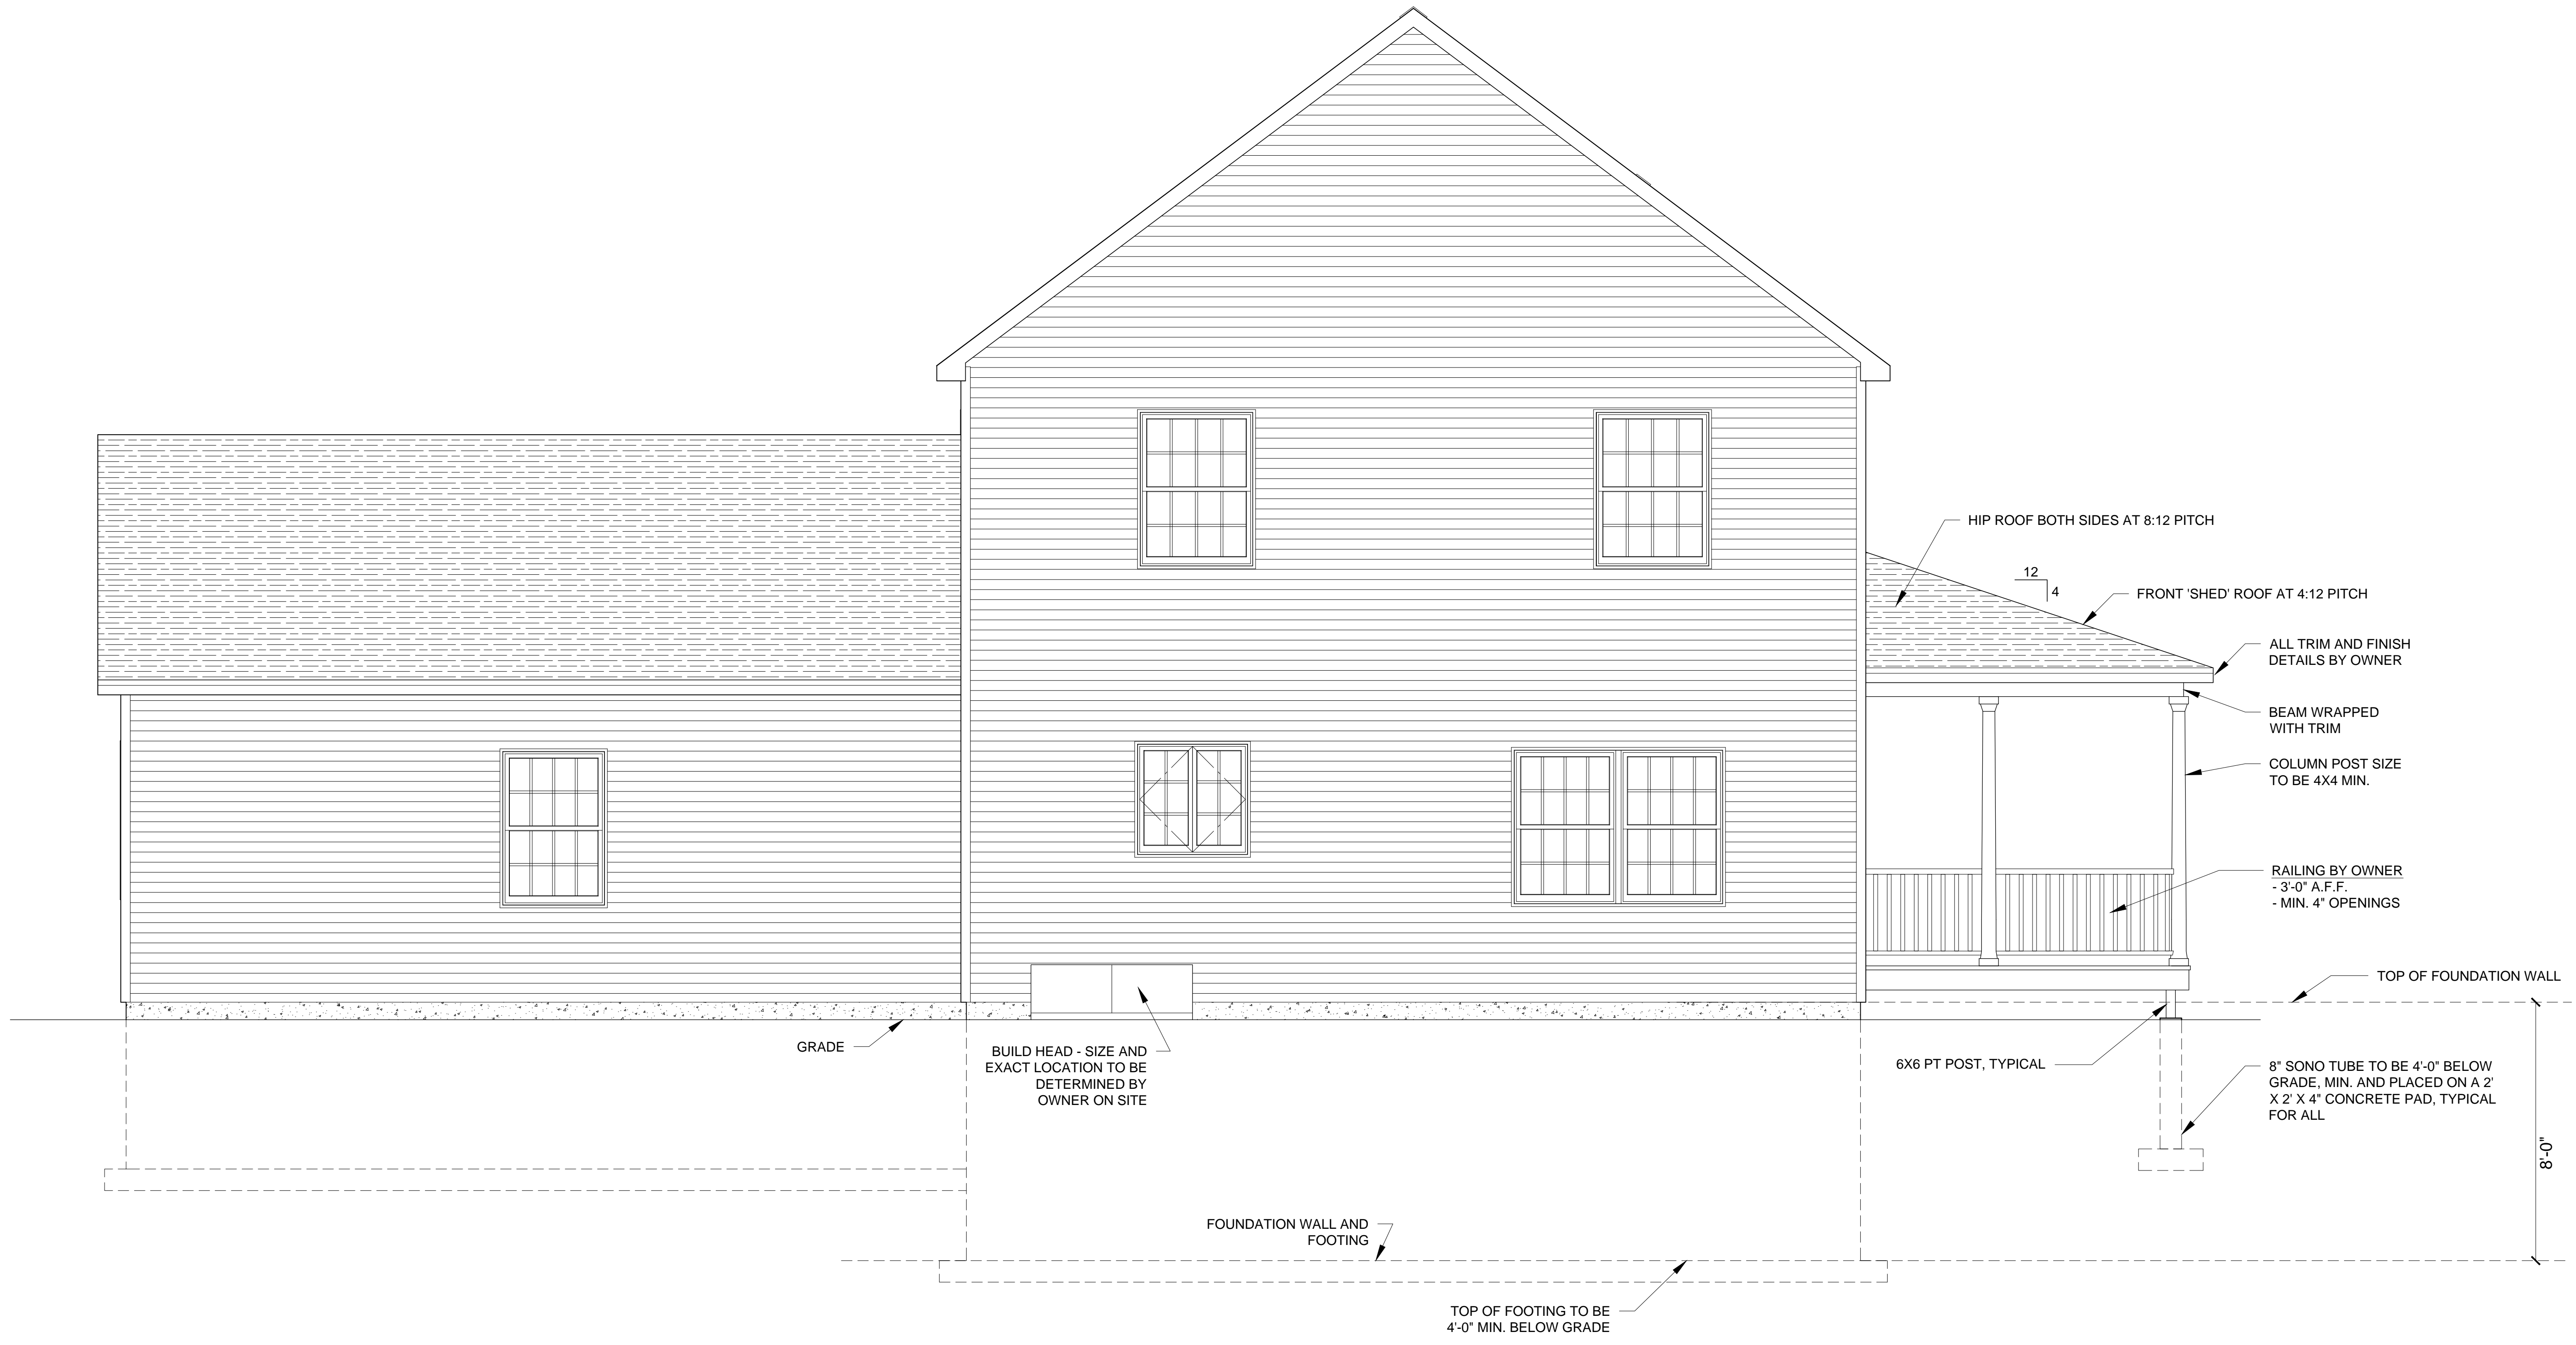 HIP ROOF BOTH SIDES AT 8:12 PITCH
12
4
FRONT 'SHED' ROOF AT 4:12 PITCH
ALL TRIM AND FINISH
DETAILS BY OWNER
BEAM WRAPPED
WITH TRIM
COLUMN POST SIZE
TO BE 4X4 MIN.
RAILING BY OWNER
- 3'-0" A.F.F.
- MIN. 4" OPENINGS
TOP OF FOUNDATION WALL
GRADE
BUILD HEAD - SIZE AND
EXACT LOCATION TO BE
DETERMINED BY
OWNER ON SITE
6X6 PT POST, TYPICAL
8" SONO TUBE TO BE 4'-0" BELOW
GRADE, MIN. AND PLACED ON A 2'
X 2' X 4" CONCRETE PAD, TYPICAL
FOR ALL
8'-0"
FOUNDATION WALL AND
FOOTING
TOP OF FOOTING TO BE
4'-0" MIN. BELOW GRADE